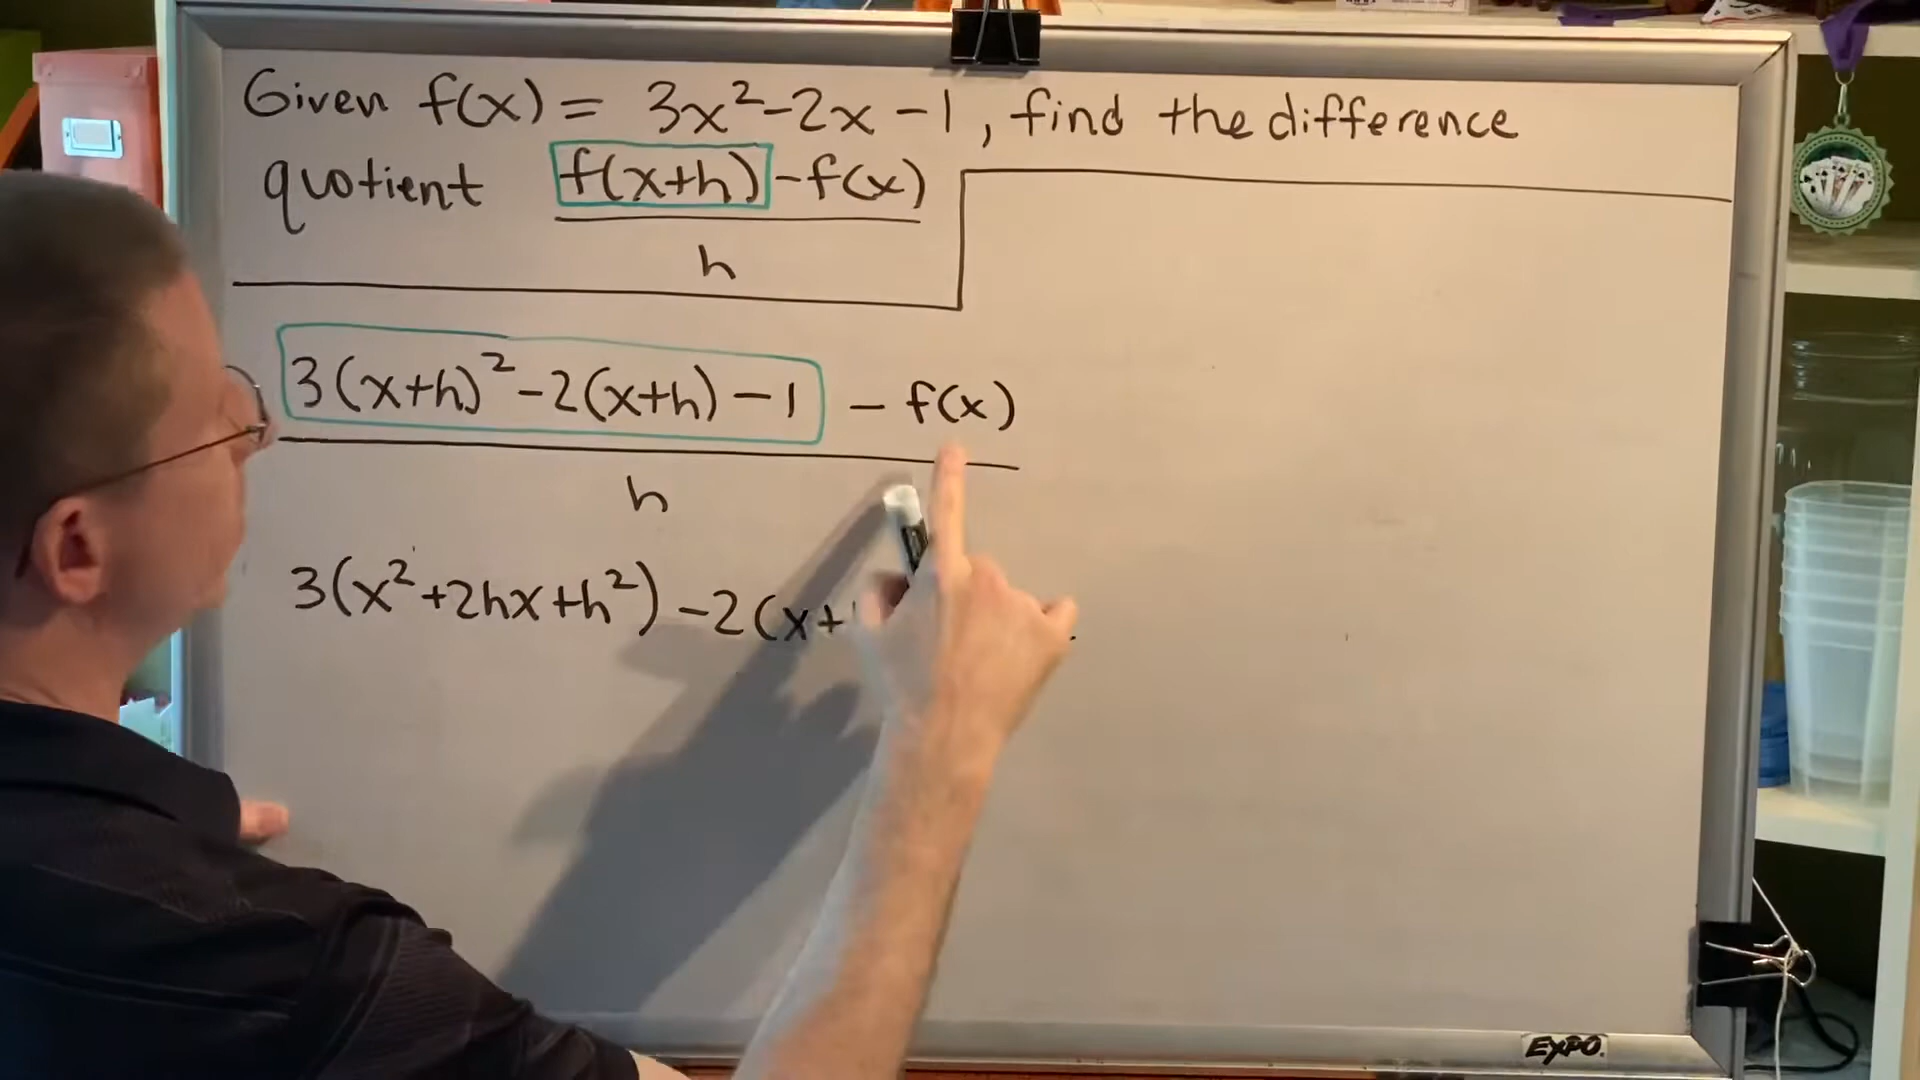 Given f(x) = 3x²-2x-1, find the difference
quotient f(x+h)-f(x)
h
3(x+h)²-2(x+h)-1 - f(x)
h
3(x²+2hx+h²)-2(x+
EXPO.